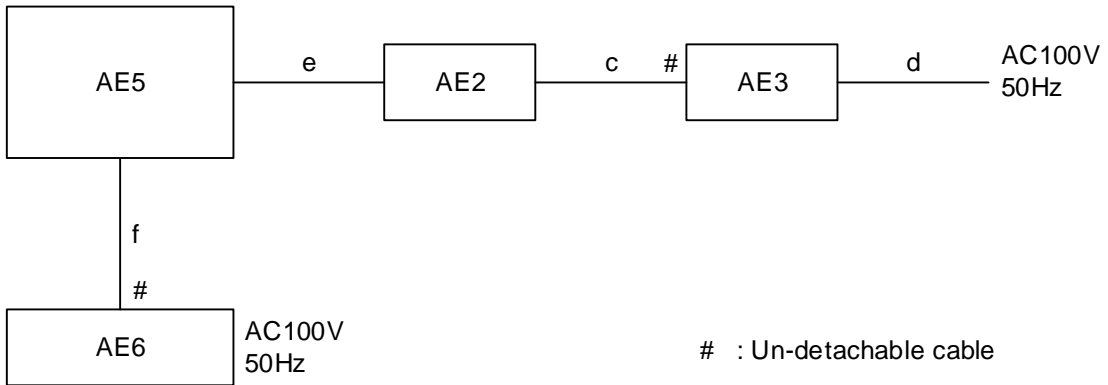 AE5
e
AE2
c
#
AE3
d
AC100V
50Hz
f
#
AE6
AC100V
50Hz
# : Un-detachable cable